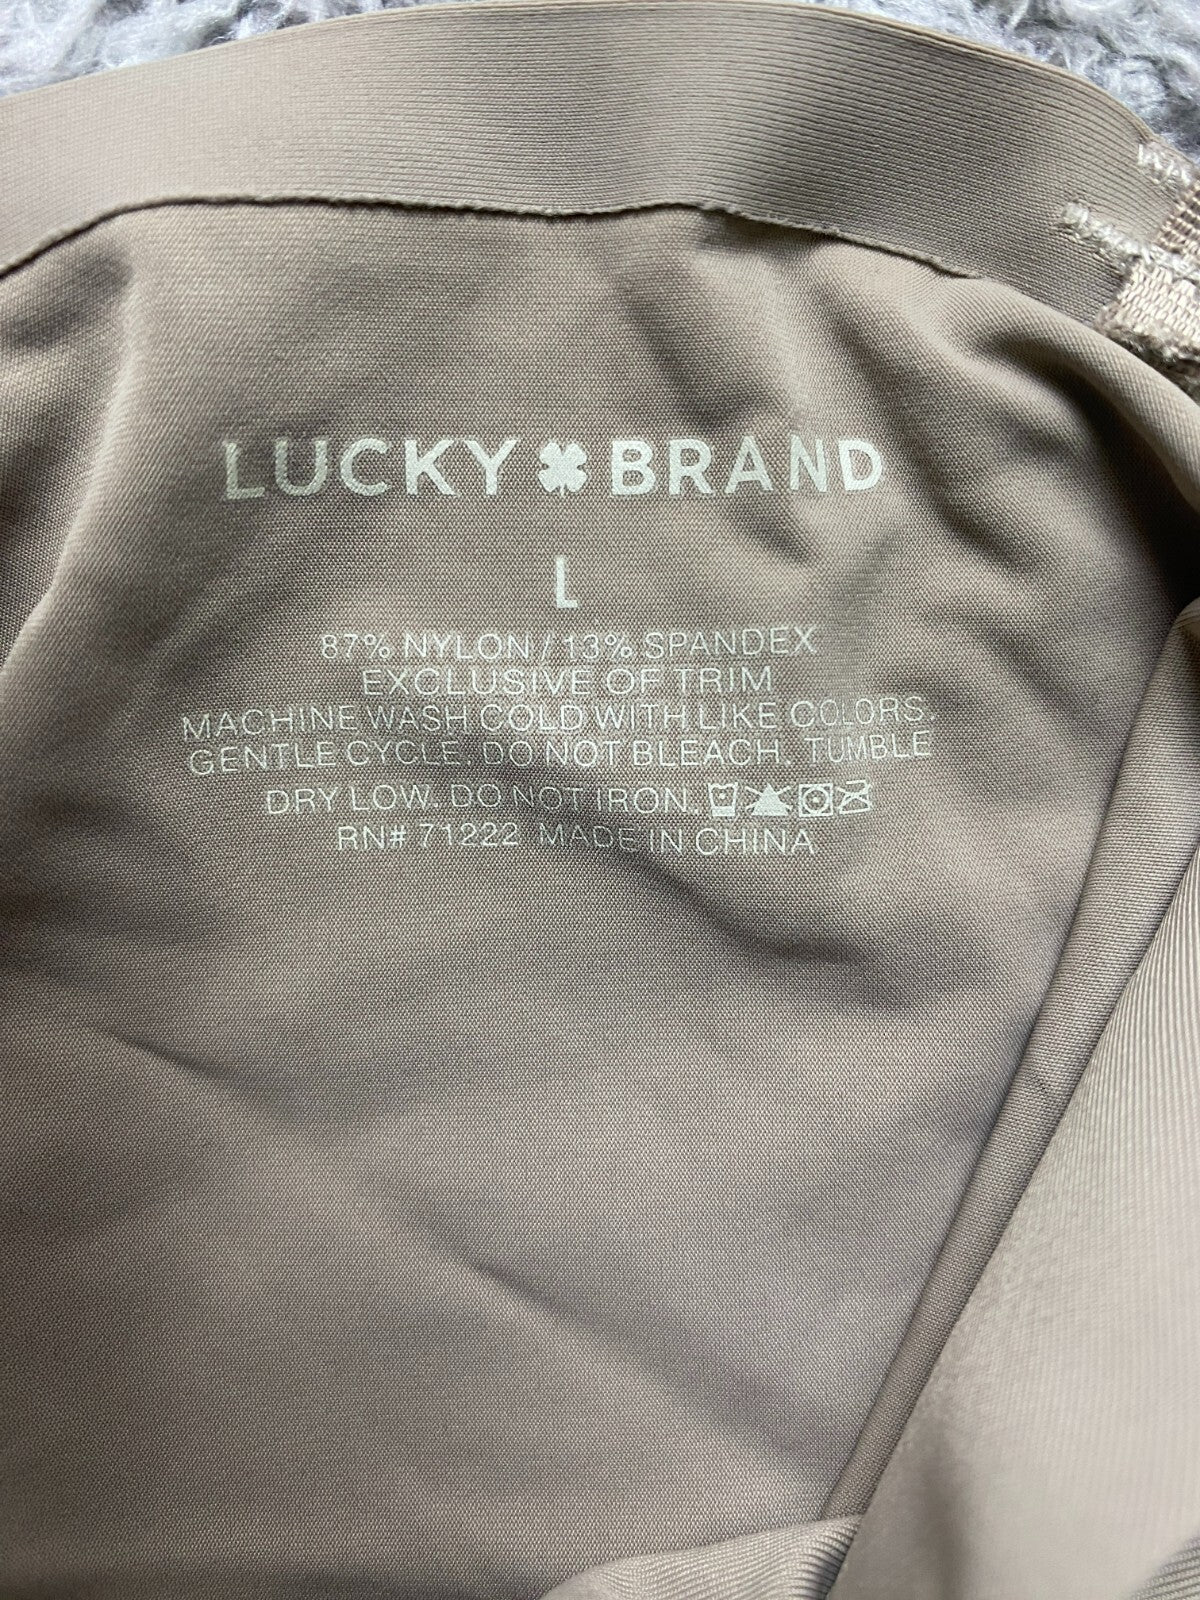 LUCKY BRAND
L
87% NYLON / 13% SPANDEX
EXCLUSIVE OF TRIM
MACHINE WASH COLD WITH LIKE COLORS.
GENTLE CYCLE. DO NOT BLEACH. TUMBLE
DRY LOW. DO NOT IRON.
RN# 71222 MADE IN CHINA